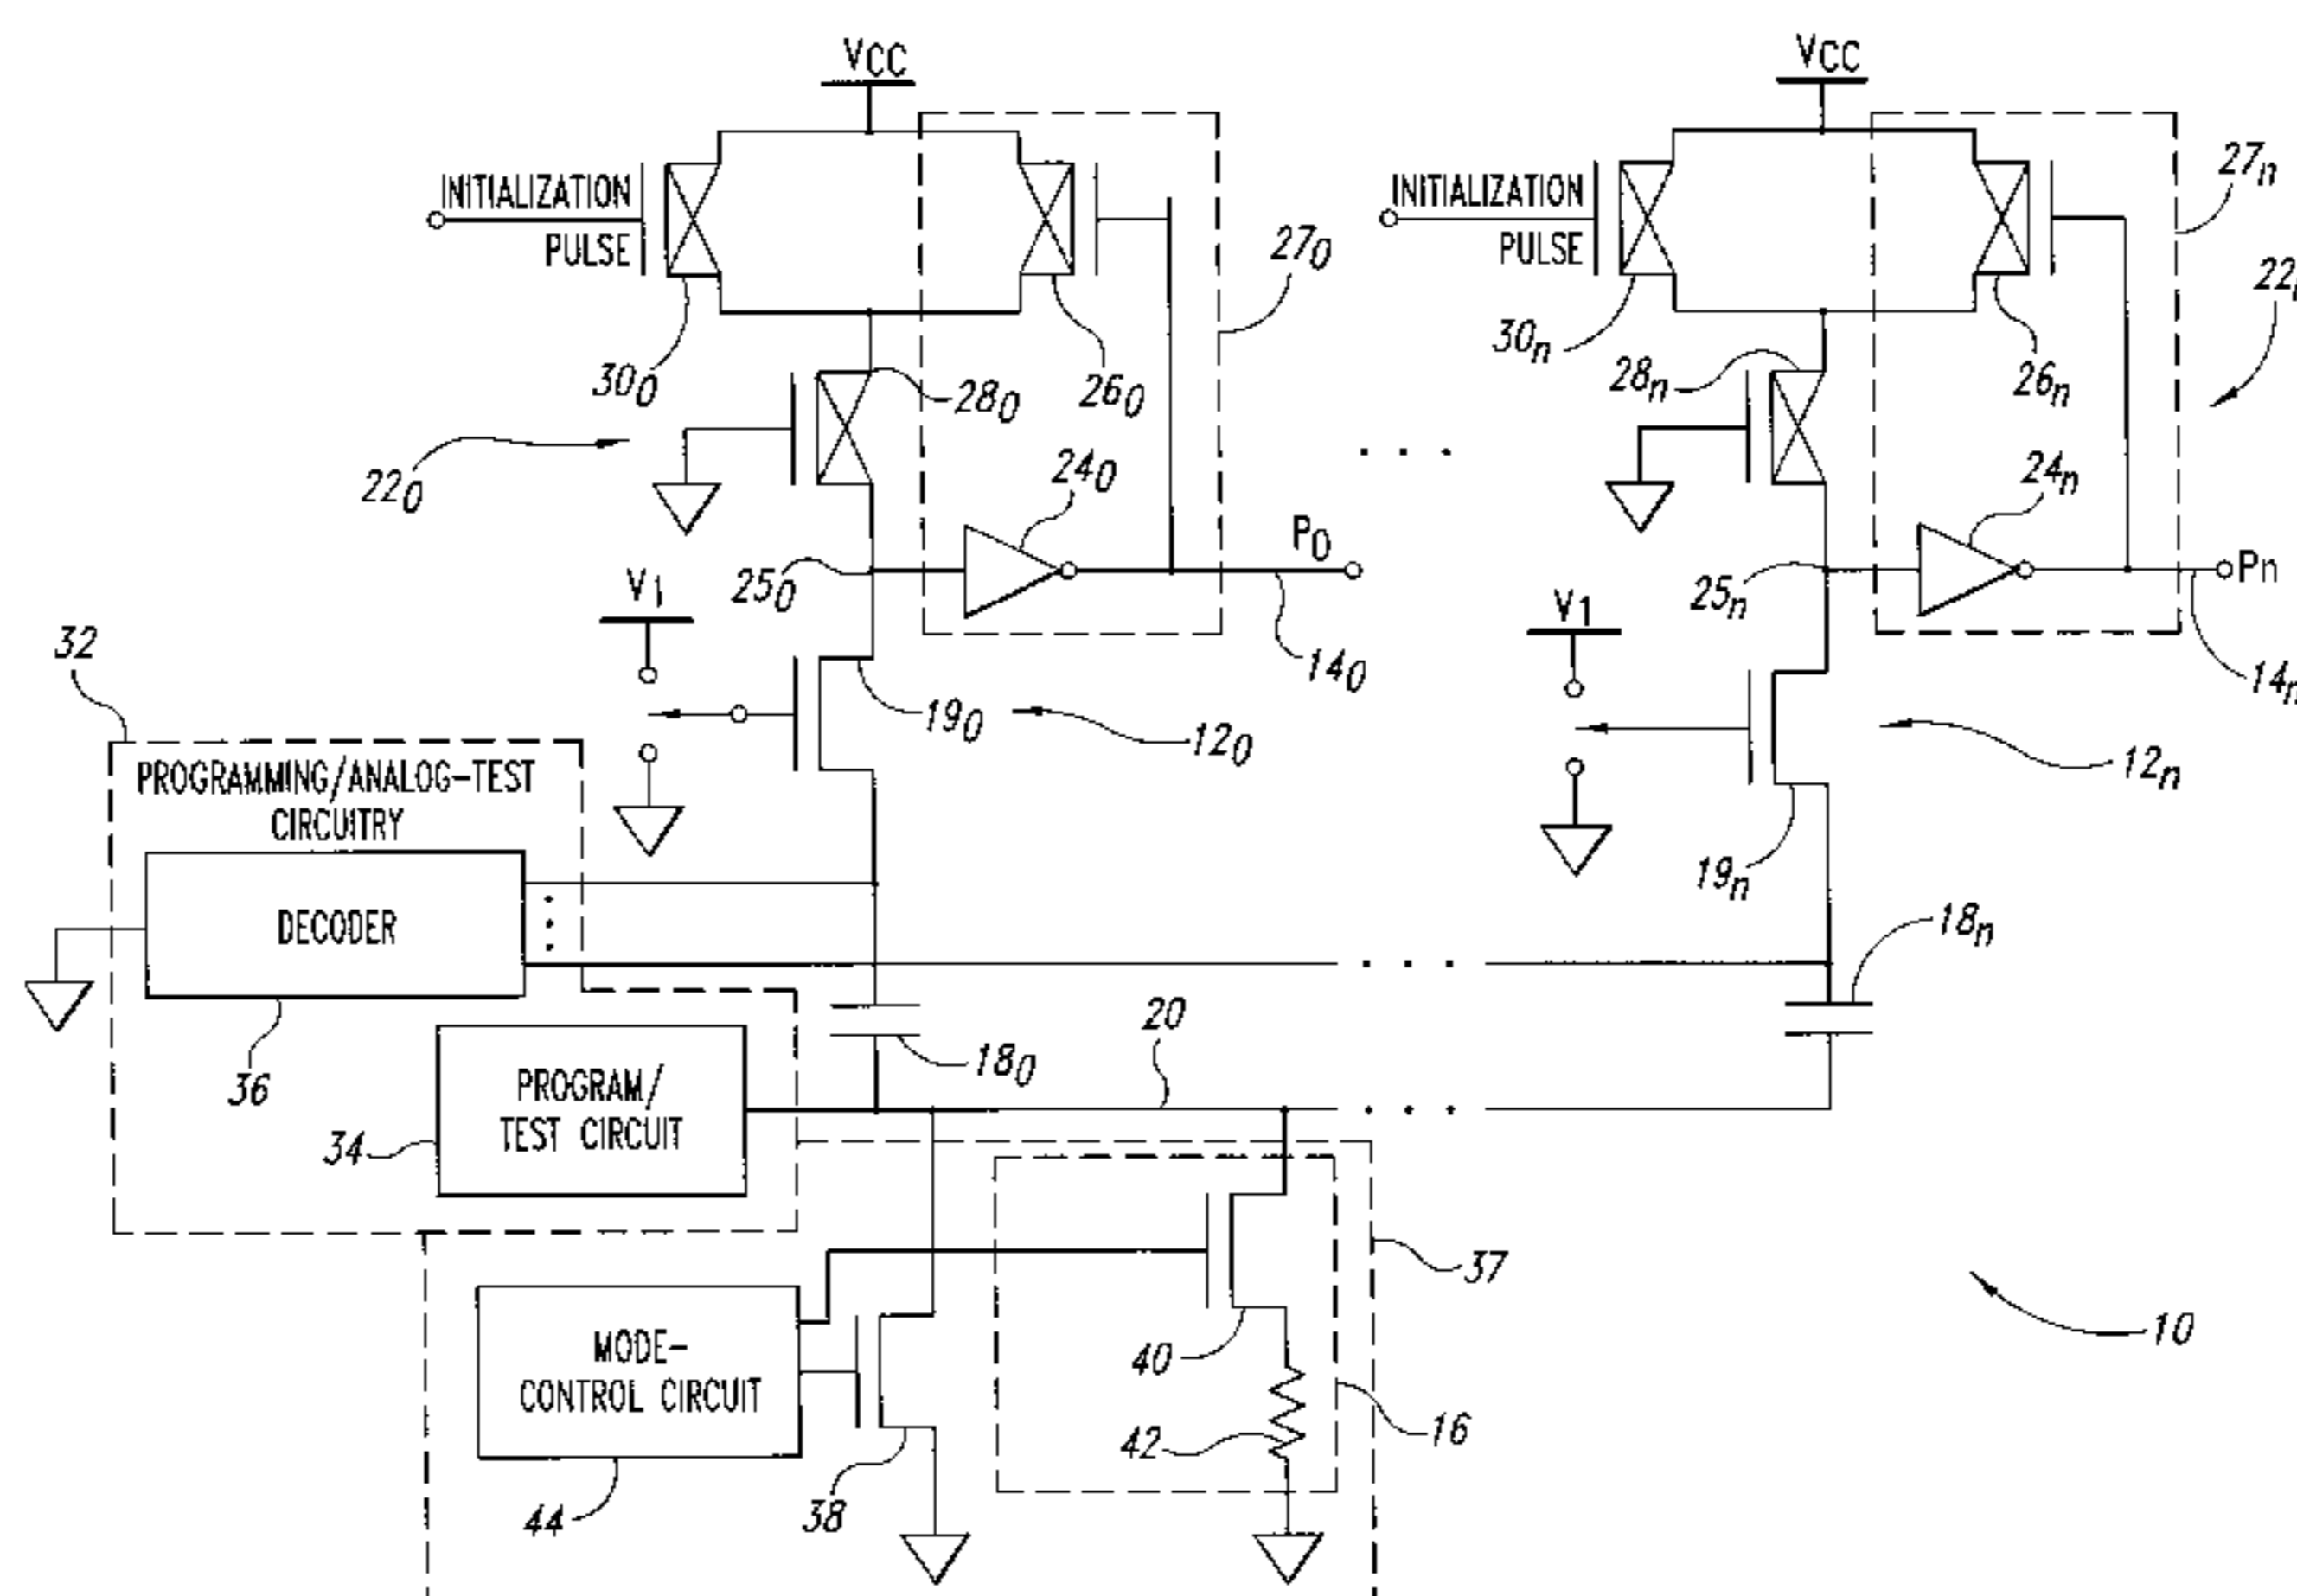 VCC
VCC
INITIALIZATION
PULSE
INITIALIZATION
PULSE
27₀
27ₙ
22
30₀
28₀
26₀
30ₙ
28ₙ
26ₙ
22₀
24₀
24ₙ
P₀
Pn
25₀
25ₙ
V1
V1
32
19₀
12₀
14₀
14ₙ
12ₙ
PROGRAMMING/ANALOG-TEST
CIRCUITRY
19ₙ
DECODER
18ₙ
36
20
18₀
PROGRAM/
TEST CIRCUIT
34
37
10
MODE-
CONTROL CIRCUIT
40
42
16
44
38